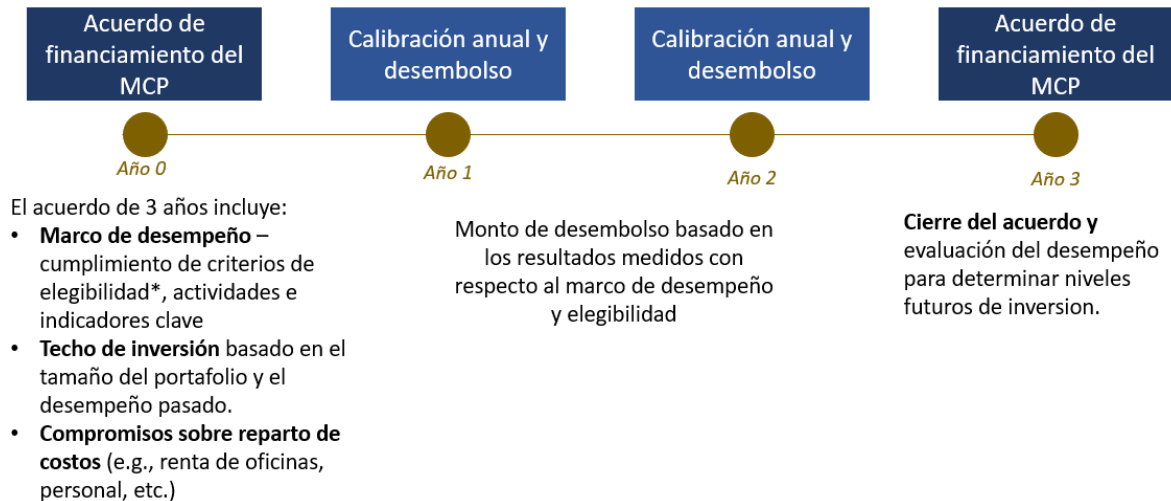 Acuerdo de
financiamiento del
MCP
Calibración anual y
desembolso
Calibración anual y
desembolso
Acuerdo de
financiamiento del
MCP
Año 0
Año 1
Año 2
Año 3
El acuerdo de 3 años incluye:
• Marco de desempeño –
cumplimiento de criterios de
elegibilidad*, actividades e
indicadores clave
• Techo de inversión basado en el
tamaño del portafolio y el
desempeño pasado.
• Compromisos sobre reparto de
costos (e.g., renta de oficinas,
personal, etc.)
Monto de desembolso basado en
los resultados medidos con
respecto al marco de desempeño
y elegibilidad
Cierre del acuerdo y
evaluación del desempeño
para determinar niveles
futuros de inversion.